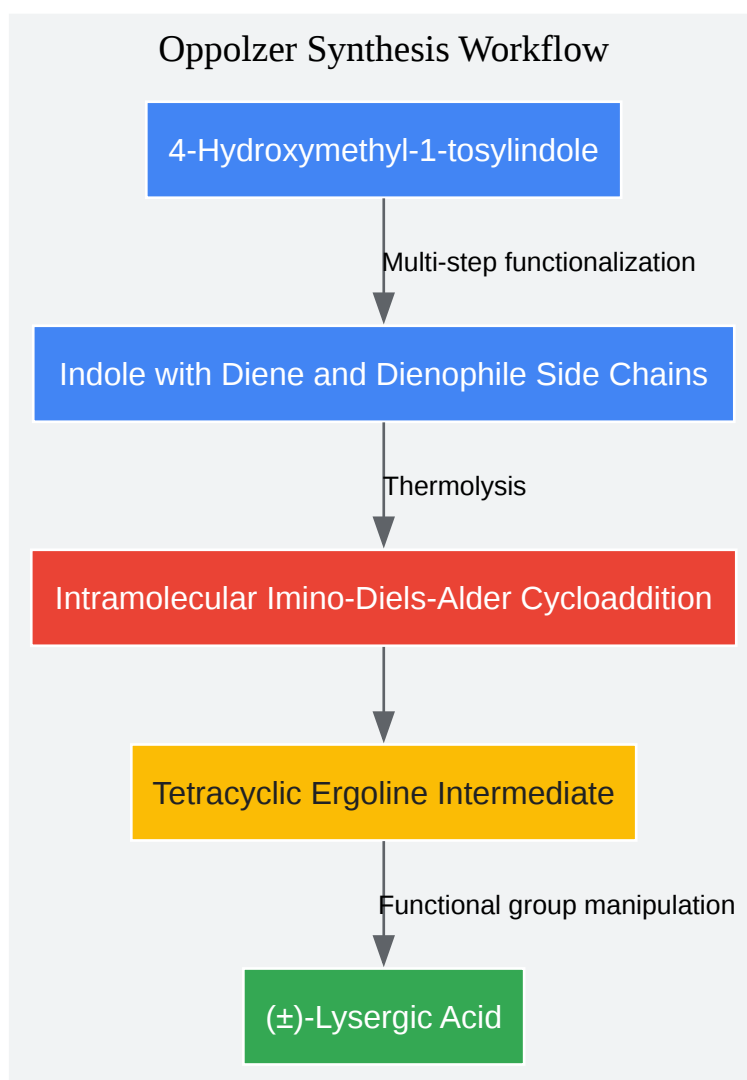 Oppolzer Synthesis Workflow
4-Hydroxymethyl-1-tosylindole
Multi-step functionalization
Indole with Diene and Dienophile Side Chains
Thermolysis
Intramolecular Imino-Diels-Alder Cycloaddition
Tetracyclic Ergoline Intermediate
Functional group manipulation
(±)-Lysergic Acid